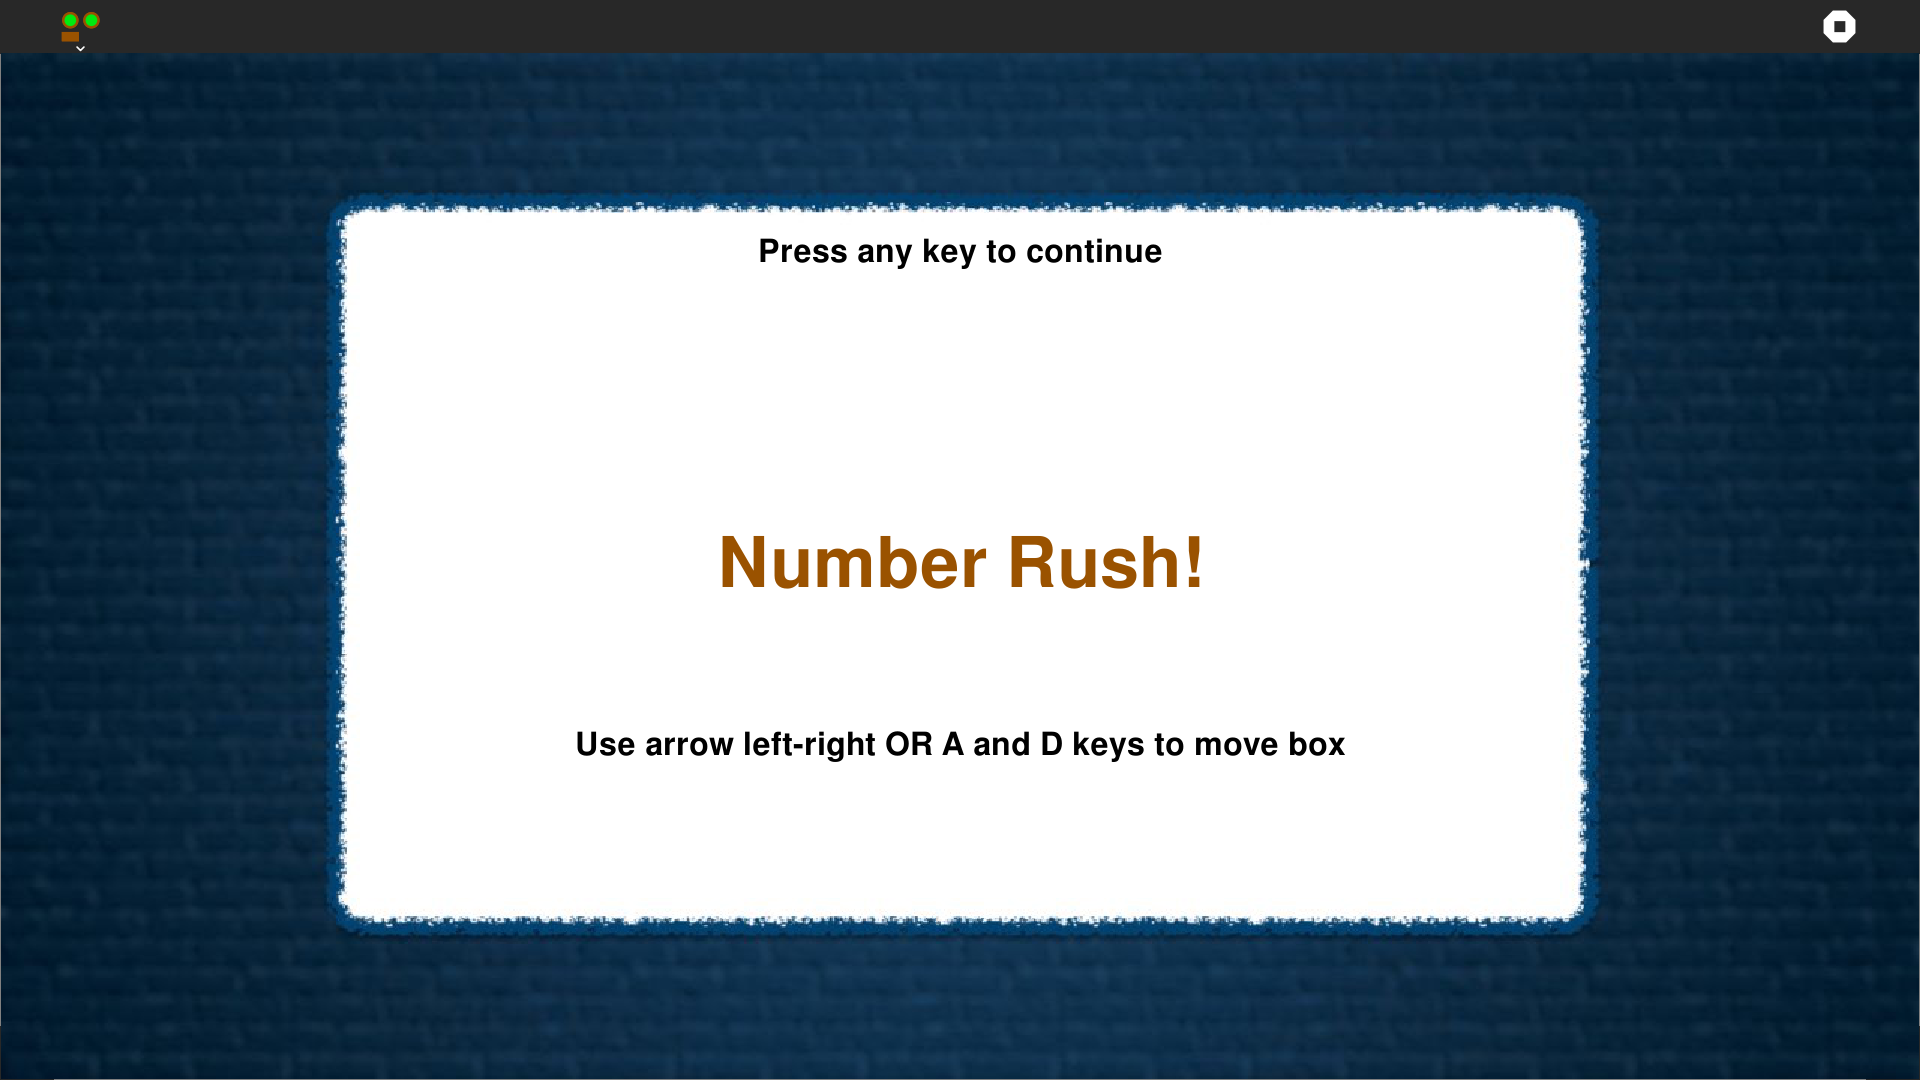 Press any key to continue
Number Rush!
Use arrow left-right OR A and D keys to move box